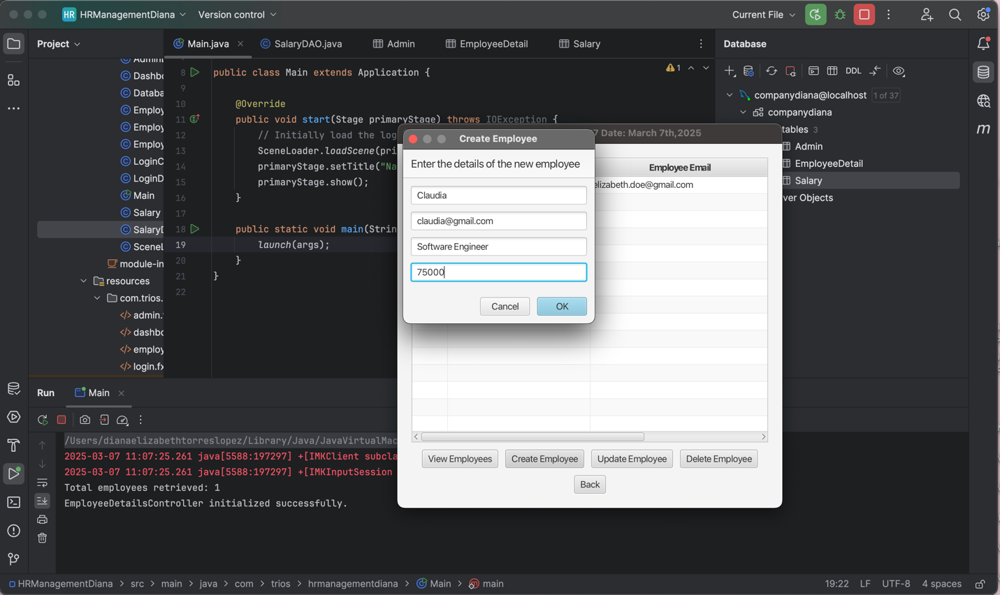 HR HRManagementDiana Version control Current File
Project
Main.java SalaryDAO.java Admin EmployeeDetail Salary
Database
Dashbo
Databa
Employ
Employ
Employ
LoginC
LoginD
Main
Salary
SalaryD
SceneL
module-in
resources
com.trios.
admin.
dashbo
employ
login.fx
8 public class Main extends Application {
9
10 @Override
11 public void start(Stage primaryStage) throws IOException {
12 // Initially load the log
13 SceneLoader.loadScene(pri
14 primaryStage.setTitle("Na
15 primaryStage.show();
16 }
17
18 public static void main(Strin
19 launch(args);
20 }
21 }
22
1
DDL
companydiana@localhost 1 of 37
companydiana
tables 3
Admin
EmployeeDetail
Salary
ver Objects
7 Date: March 7th,2025
Employee Email
elizabeth.doe@gmail.com
Create Employee
Enter the details of the new employee
Claudia
claudia@gmail.com
Software Engineer
75000
Cancel OK
View Employees Create Employee Update Employee Delete Employee
Back
Run Main
/Users/dianaelizabethtorreslopez/Library/Java/JavaVirtualMac
2025-03-07 11:07:25.261 java[5588:197297] +[IMKClient subcla
2025-03-07 11:07:25.261 java[5588:197297] +[IMKInputSession
Total employees retrieved: 1
EmployeeDetailsController initialized successfully.
HRManagementDiana > src > main > java > com > trios > hrmanagementdiana > Main > main
19:22 LF UTF-8 4 spaces